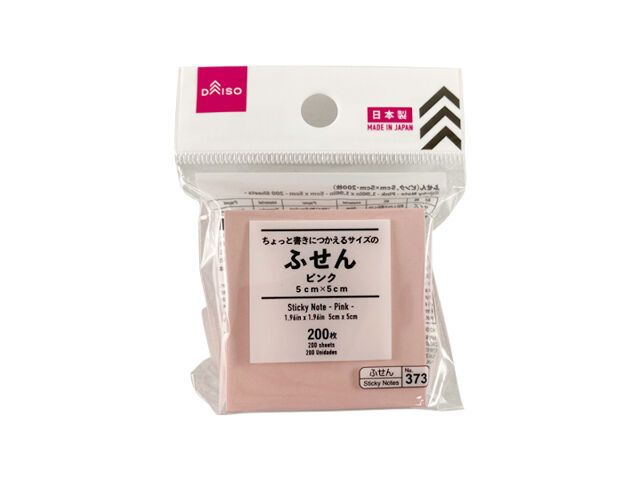 DAISO
日本製
MADE IN JAPAN
ちょっと書きにつかえるサイズの
ふせん
ピンク
5cm×5cm
Sticky Note - Pink -
1.96in x 1.96in 5cm x 5cm
200枚
200 sheets
200 Unidades
ふせん
Sticky Notes
No. 373